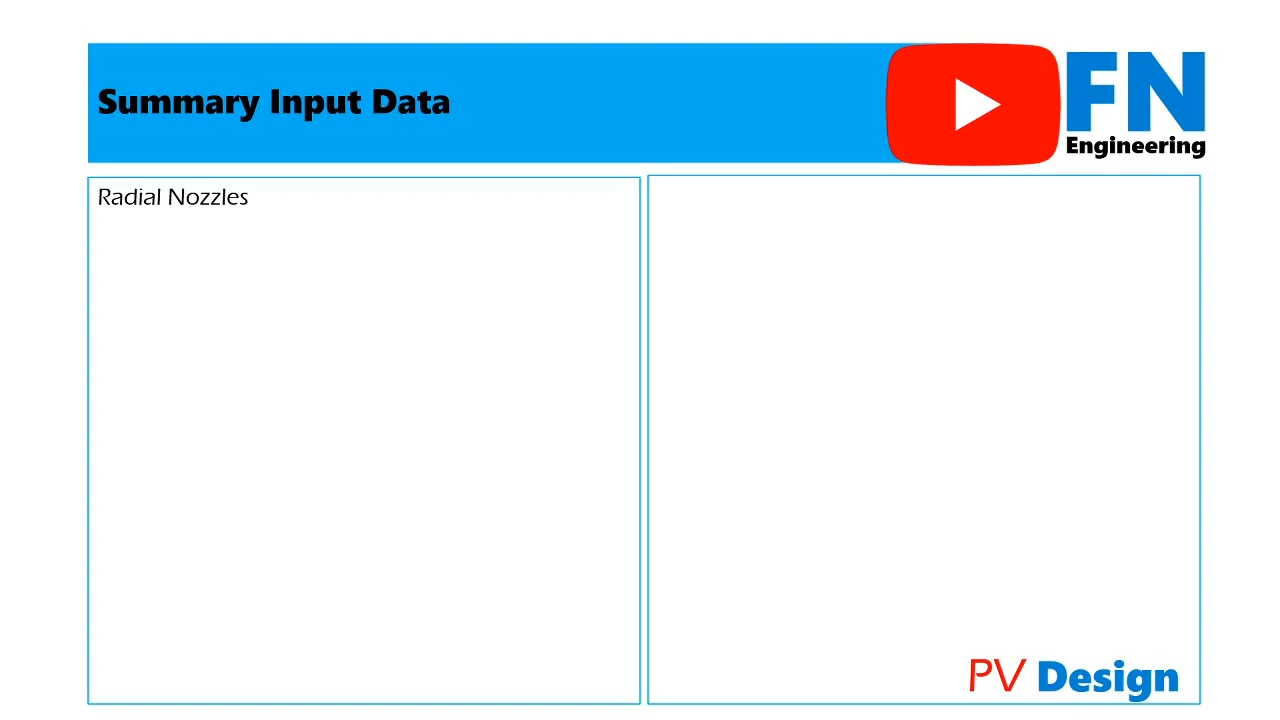 Summary Input Data
FN
Engineering
Radial Nozzles
PV Design